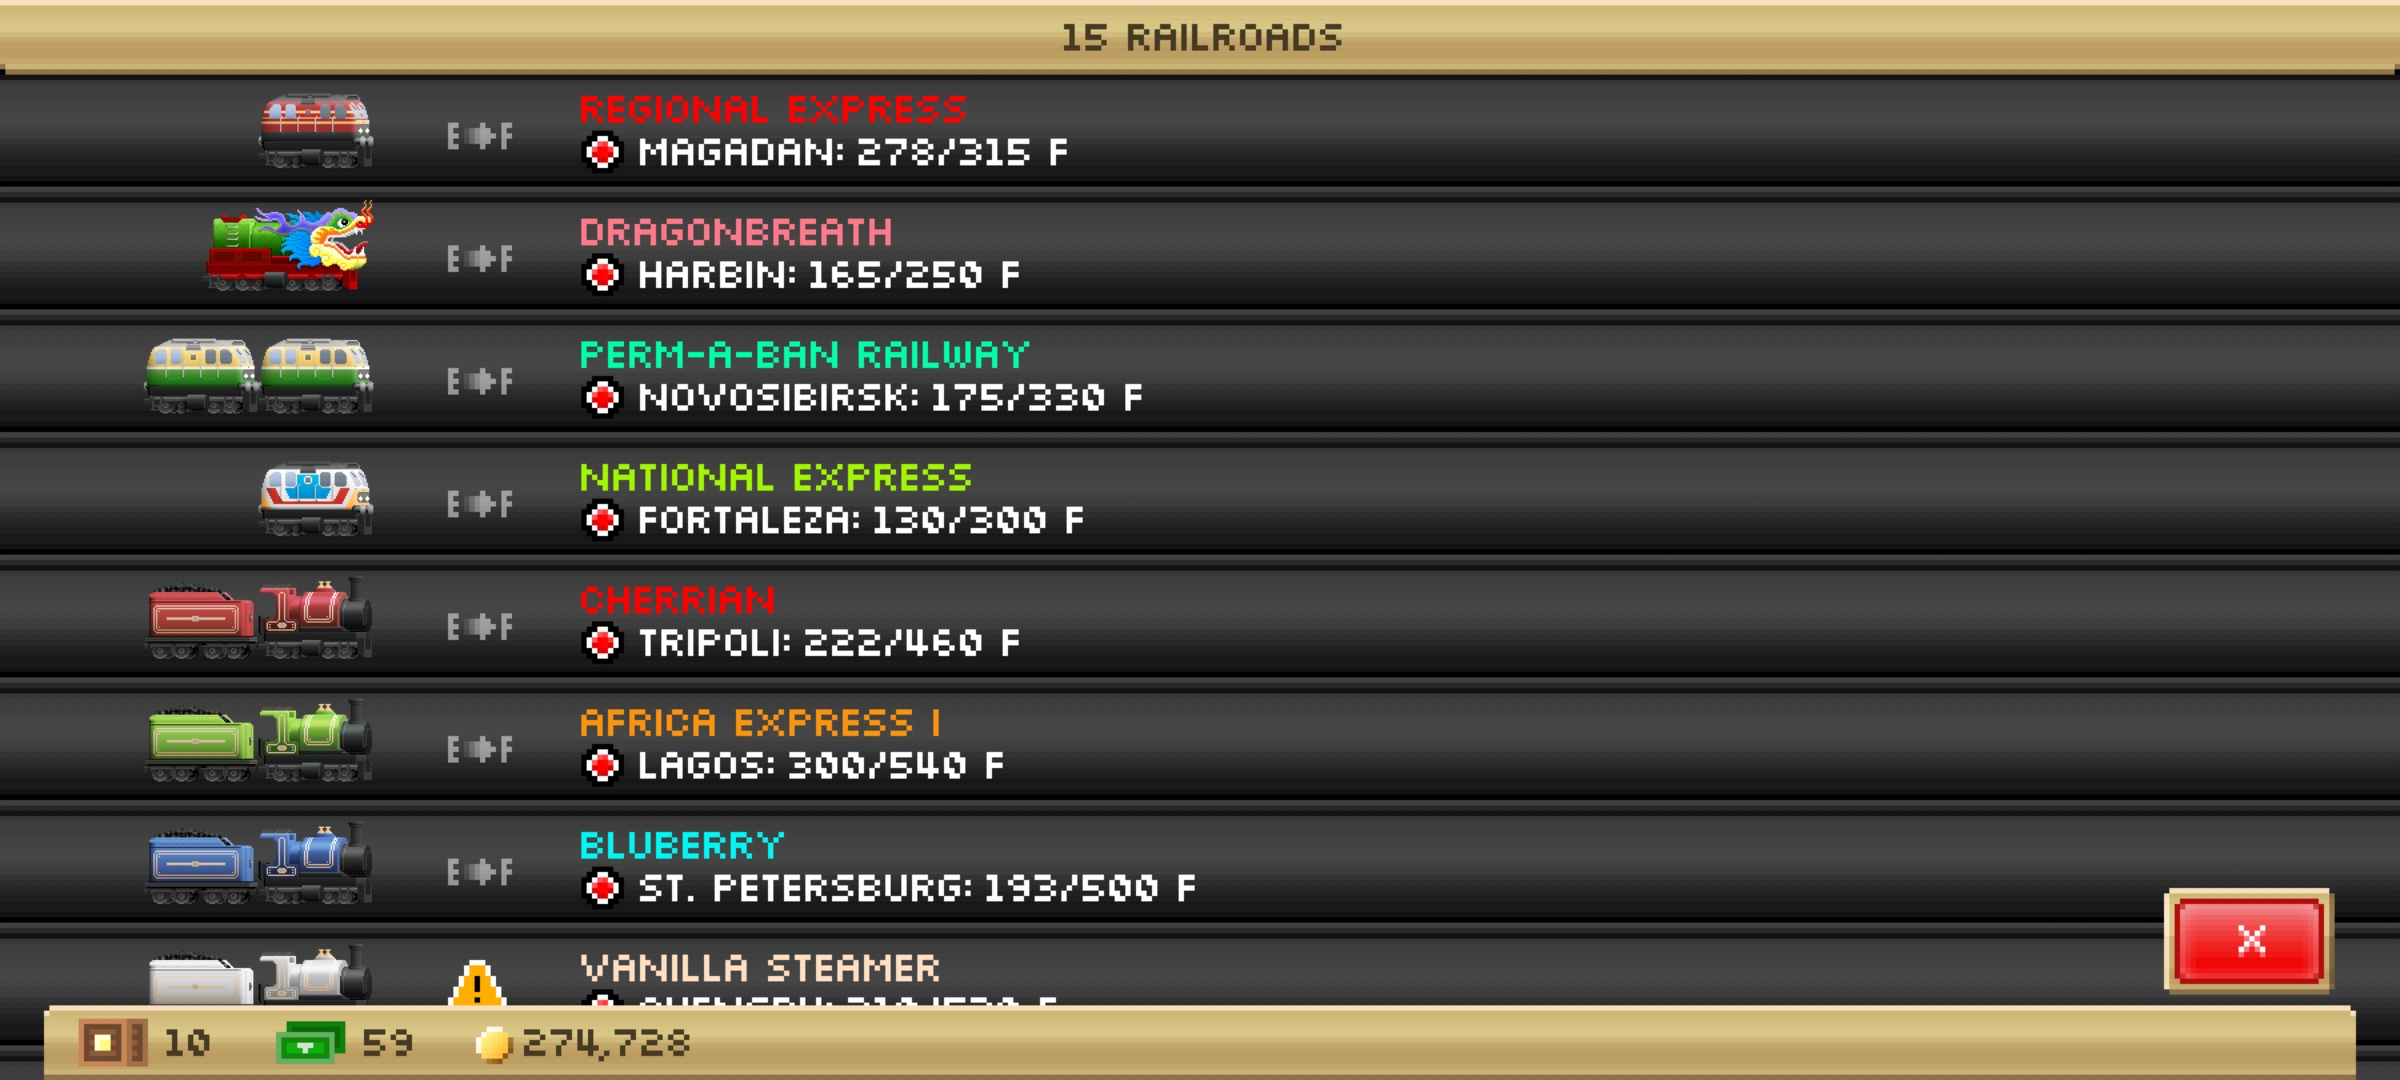 15 RAILROADS
E F
REGIONAL EXPRESS
MAGADAN: 278/315 F
E F
DRAGONBREATH
HARBIN: 165/250 F
E F
PERM-A-BAN RAILWAY
NOVOSIBIRSK: 175/330 F
E F
NATIONAL EXPRESS
FORTALEZA: 130/300 F
E F
CHERRIAN
TRIPOLI: 222/460 F
E F
AFRICA EXPRESS I
LAGOS: 300/540 F
E F
BLUBERRY
ST. PETERSBURG: 193/500 F
VANILLA STEAMER
X
10 59 274,728